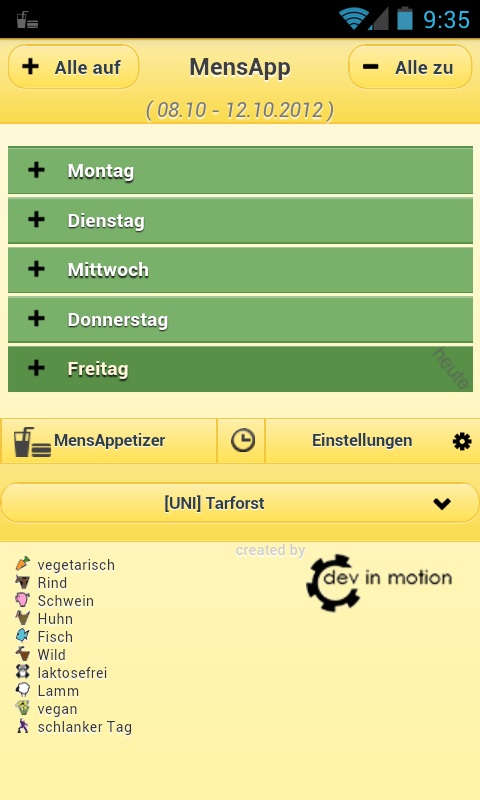 9:35
Alle auf
MensApp
Alle zu
( 08.10 - 12.10.2012 )
Montag
Dienstag
Mittwoch
Donnerstag
Freitag
heute
MensAppetizer
Einstellungen
[UNI] Tarforst
created by
dev in motion
vegetarisch
Rind
Schwein
Huhn
Fisch
Wild
laktosefrei
Lamm
vegan
schlanker Tag